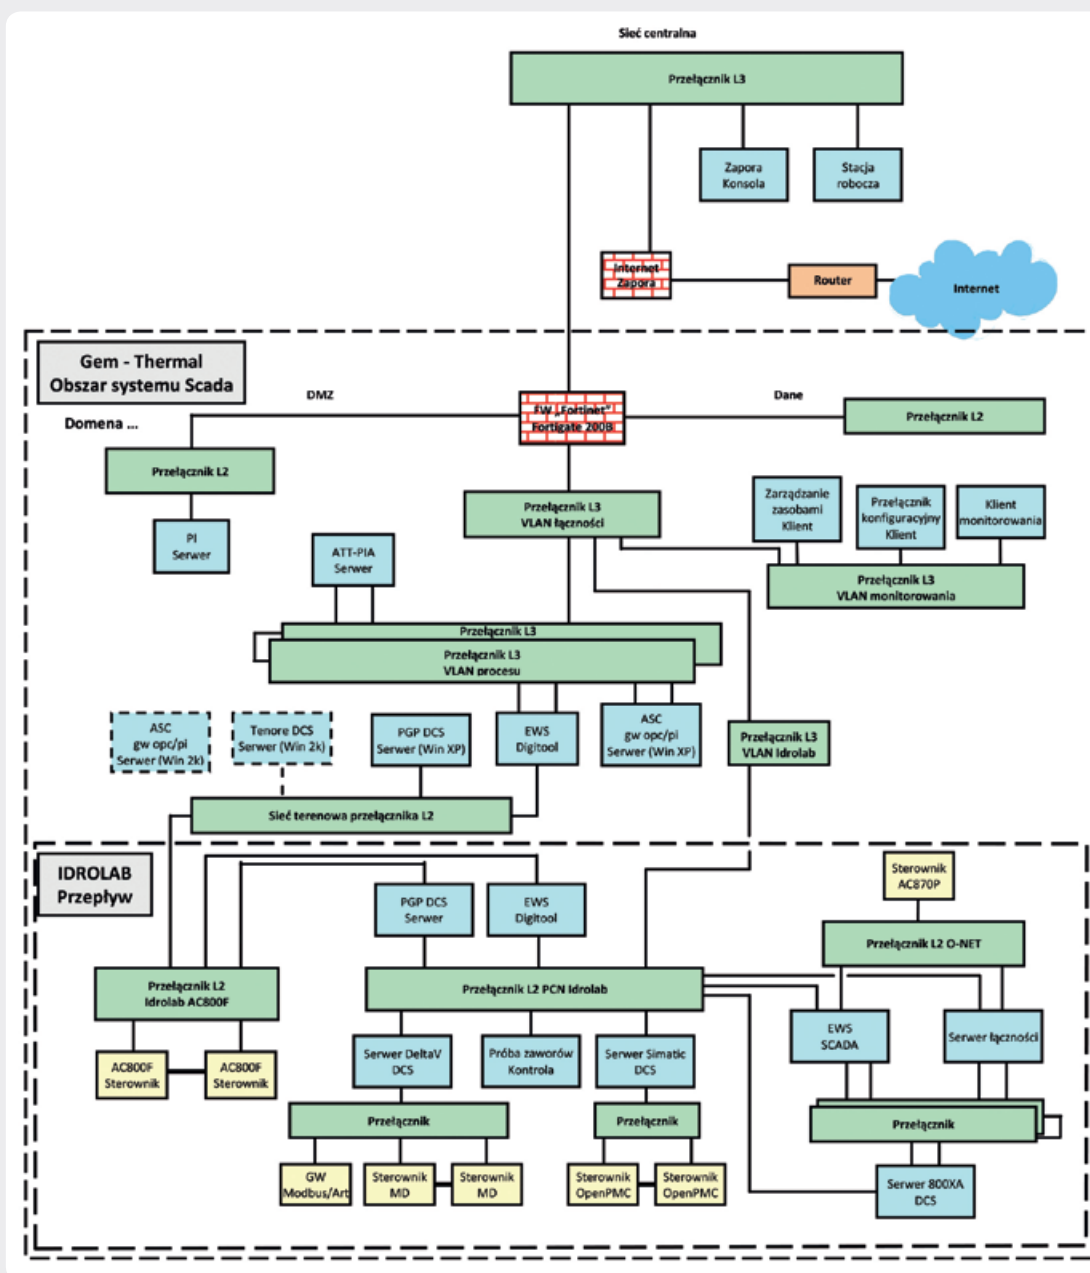 Sieć centralna
Przełącznik L3
Zapora
Konsola
Stacja
robocza
Internet
Zapora
Router
Internet
Gem - Thermal
Obszar systemu Scada
Domena ...
DMZ
FW „Fortinet”
Fortigate 200B
Dane
Przełącznik L2
Przełącznik L2
PI
Serwer
Przełącznik L3
VLAN łączności
Zarządzanie
zasobami
Klient
Przełącznik
konfiguracyjny
Klient
Klient
monitorowania
Przełącznik L3
VLAN monitorowania
ATT-PIA
Serwer
Przełącznik L3
Przełącznik L3
VLAN procesu
ASC
gw opc/pi
Serwer (Win 2k)
Tenore DCS
Serwer (Win 2k)
PGP DCS
Serwer (Win XP)
EWS
Digitool
ASC
gw opc/pi
Serwer (Win XP)
Przełącznik L3
VLAN Idrolab
Sieć terenowa przełącznika L2
IDROLAB
Przepływ
PGP DCS
Serwer
EWS
Digitool
Sterownik
AC870P
Przełącznik L2 O-NET
Przełącznik L2
Idrolab AC800F
Przełącznik L2 PCN Idrolab
EWS
SCADA
Serwer łączności
AC800F
Sterownik
AC800F
Sterownik
Serwer DeltaV
DCS
Próba zaworów
Kontrola
Serwer Simatic
DCS
Przełącznik
Przełącznik
Przełącznik
GW
Modbus/Art
Sterownik
MD
Sterownik
MD
Sterownik
OpenPMC
Sterownik
OpenPMC
Serwer 800XA
DCS